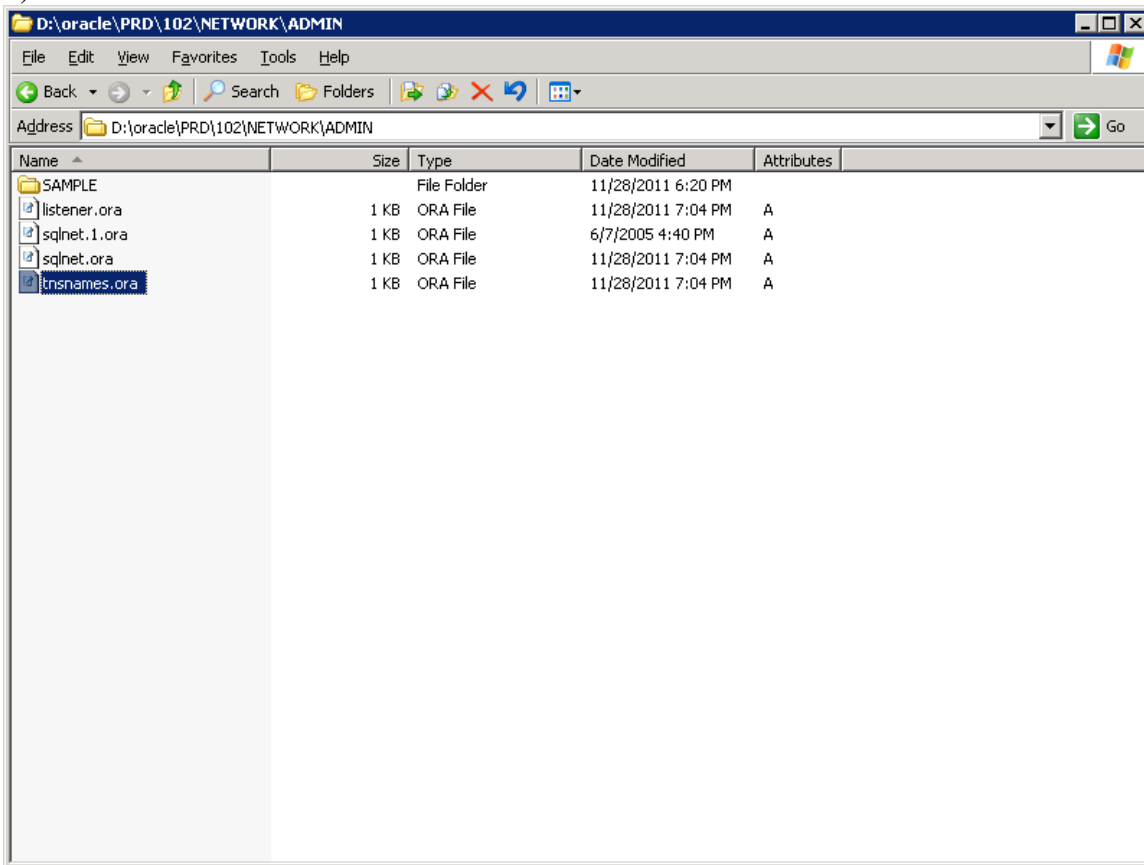 D:\oracle\PRD\102\NETWORK\ADMIN
File Edit View Favorites Tools Help
Back Search Folders
Address D:\oracle\PRD\102\NETWORK\ADMIN Go
Name Size Type Date Modified Attributes
SAMPLE File Folder 11/28/2011 6:20 PM
listener.ora 1 KB ORA File 11/28/2011 7:04 PM A
sqlnet.1.ora 1 KB ORA File 6/7/2005 4:40 PM A
sqlnet.ora 1 KB ORA File 11/28/2011 7:04 PM A
tnsnames.ora 1 KB ORA File 11/28/2011 7:04 PM A